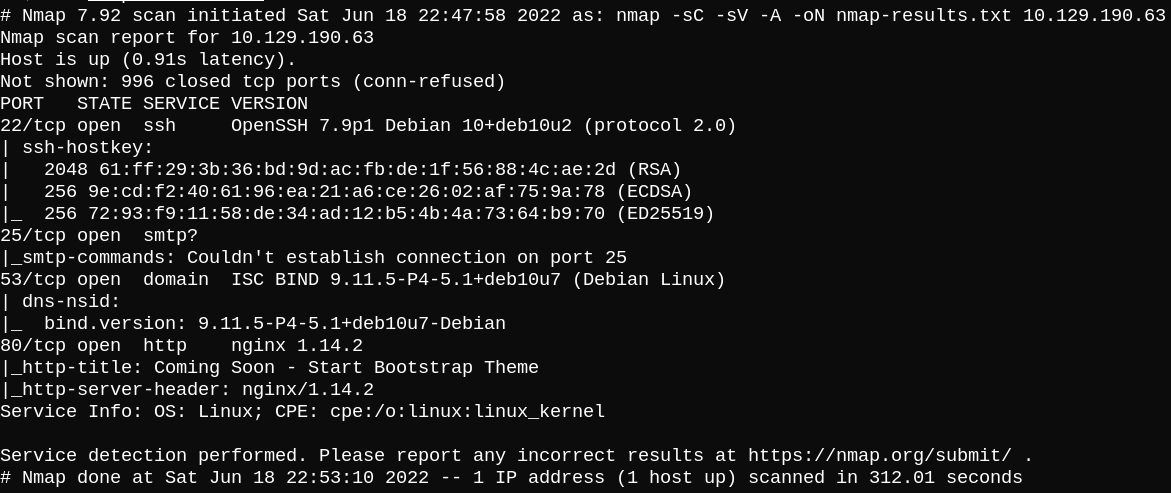 # Nmap 7.92 scan initiated Sat Jun 18 22:47:58 2022 as: nmap -sC -sV -A -oN nmap-results.txt 10.129.190.63
Nmap scan report for 10.129.190.63
Host is up (0.91s latency).
Not shown: 996 closed tcp ports (conn-refused)
PORT   STATE SERVICE VERSION
22/tcp open  ssh     OpenSSH 7.9p1 Debian 10+deb10u2 (protocol 2.0)
| ssh-hostkey:
|   2048 61:ff:29:3b:36:bd:9d:ac:fb:de:1f:56:88:4c:ae:2d (RSA)
|   256 9e:cd:f2:40:61:96:ea:21:a6:ce:26:02:af:75:9a:78 (ECDSA)
|_  256 72:93:f9:11:58:de:34:ad:12:b5:4b:4a:73:64:b9:70 (ED25519)
25/tcp open  smtp?
|_smtp-commands: Couldn't establish connection on port 25
53/tcp open  domain  ISC BIND 9.11.5-P4-5.1+deb10u7 (Debian Linux)
| dns-nsid:
|_  bind.version: 9.11.5-P4-5.1+deb10u7-Debian
80/tcp open  http    nginx 1.14.2
|_http-title: Coming Soon - Start Bootstrap Theme
|_http-server-header: nginx/1.14.2
Service Info: OS: Linux; CPE: cpe:/o:linux:linux_kernel

Service detection performed. Please report any incorrect results at https://nmap.org/submit/ .
# Nmap done at Sat Jun 18 22:53:10 2022 -- 1 IP address (1 host up) scanned in 312.01 seconds